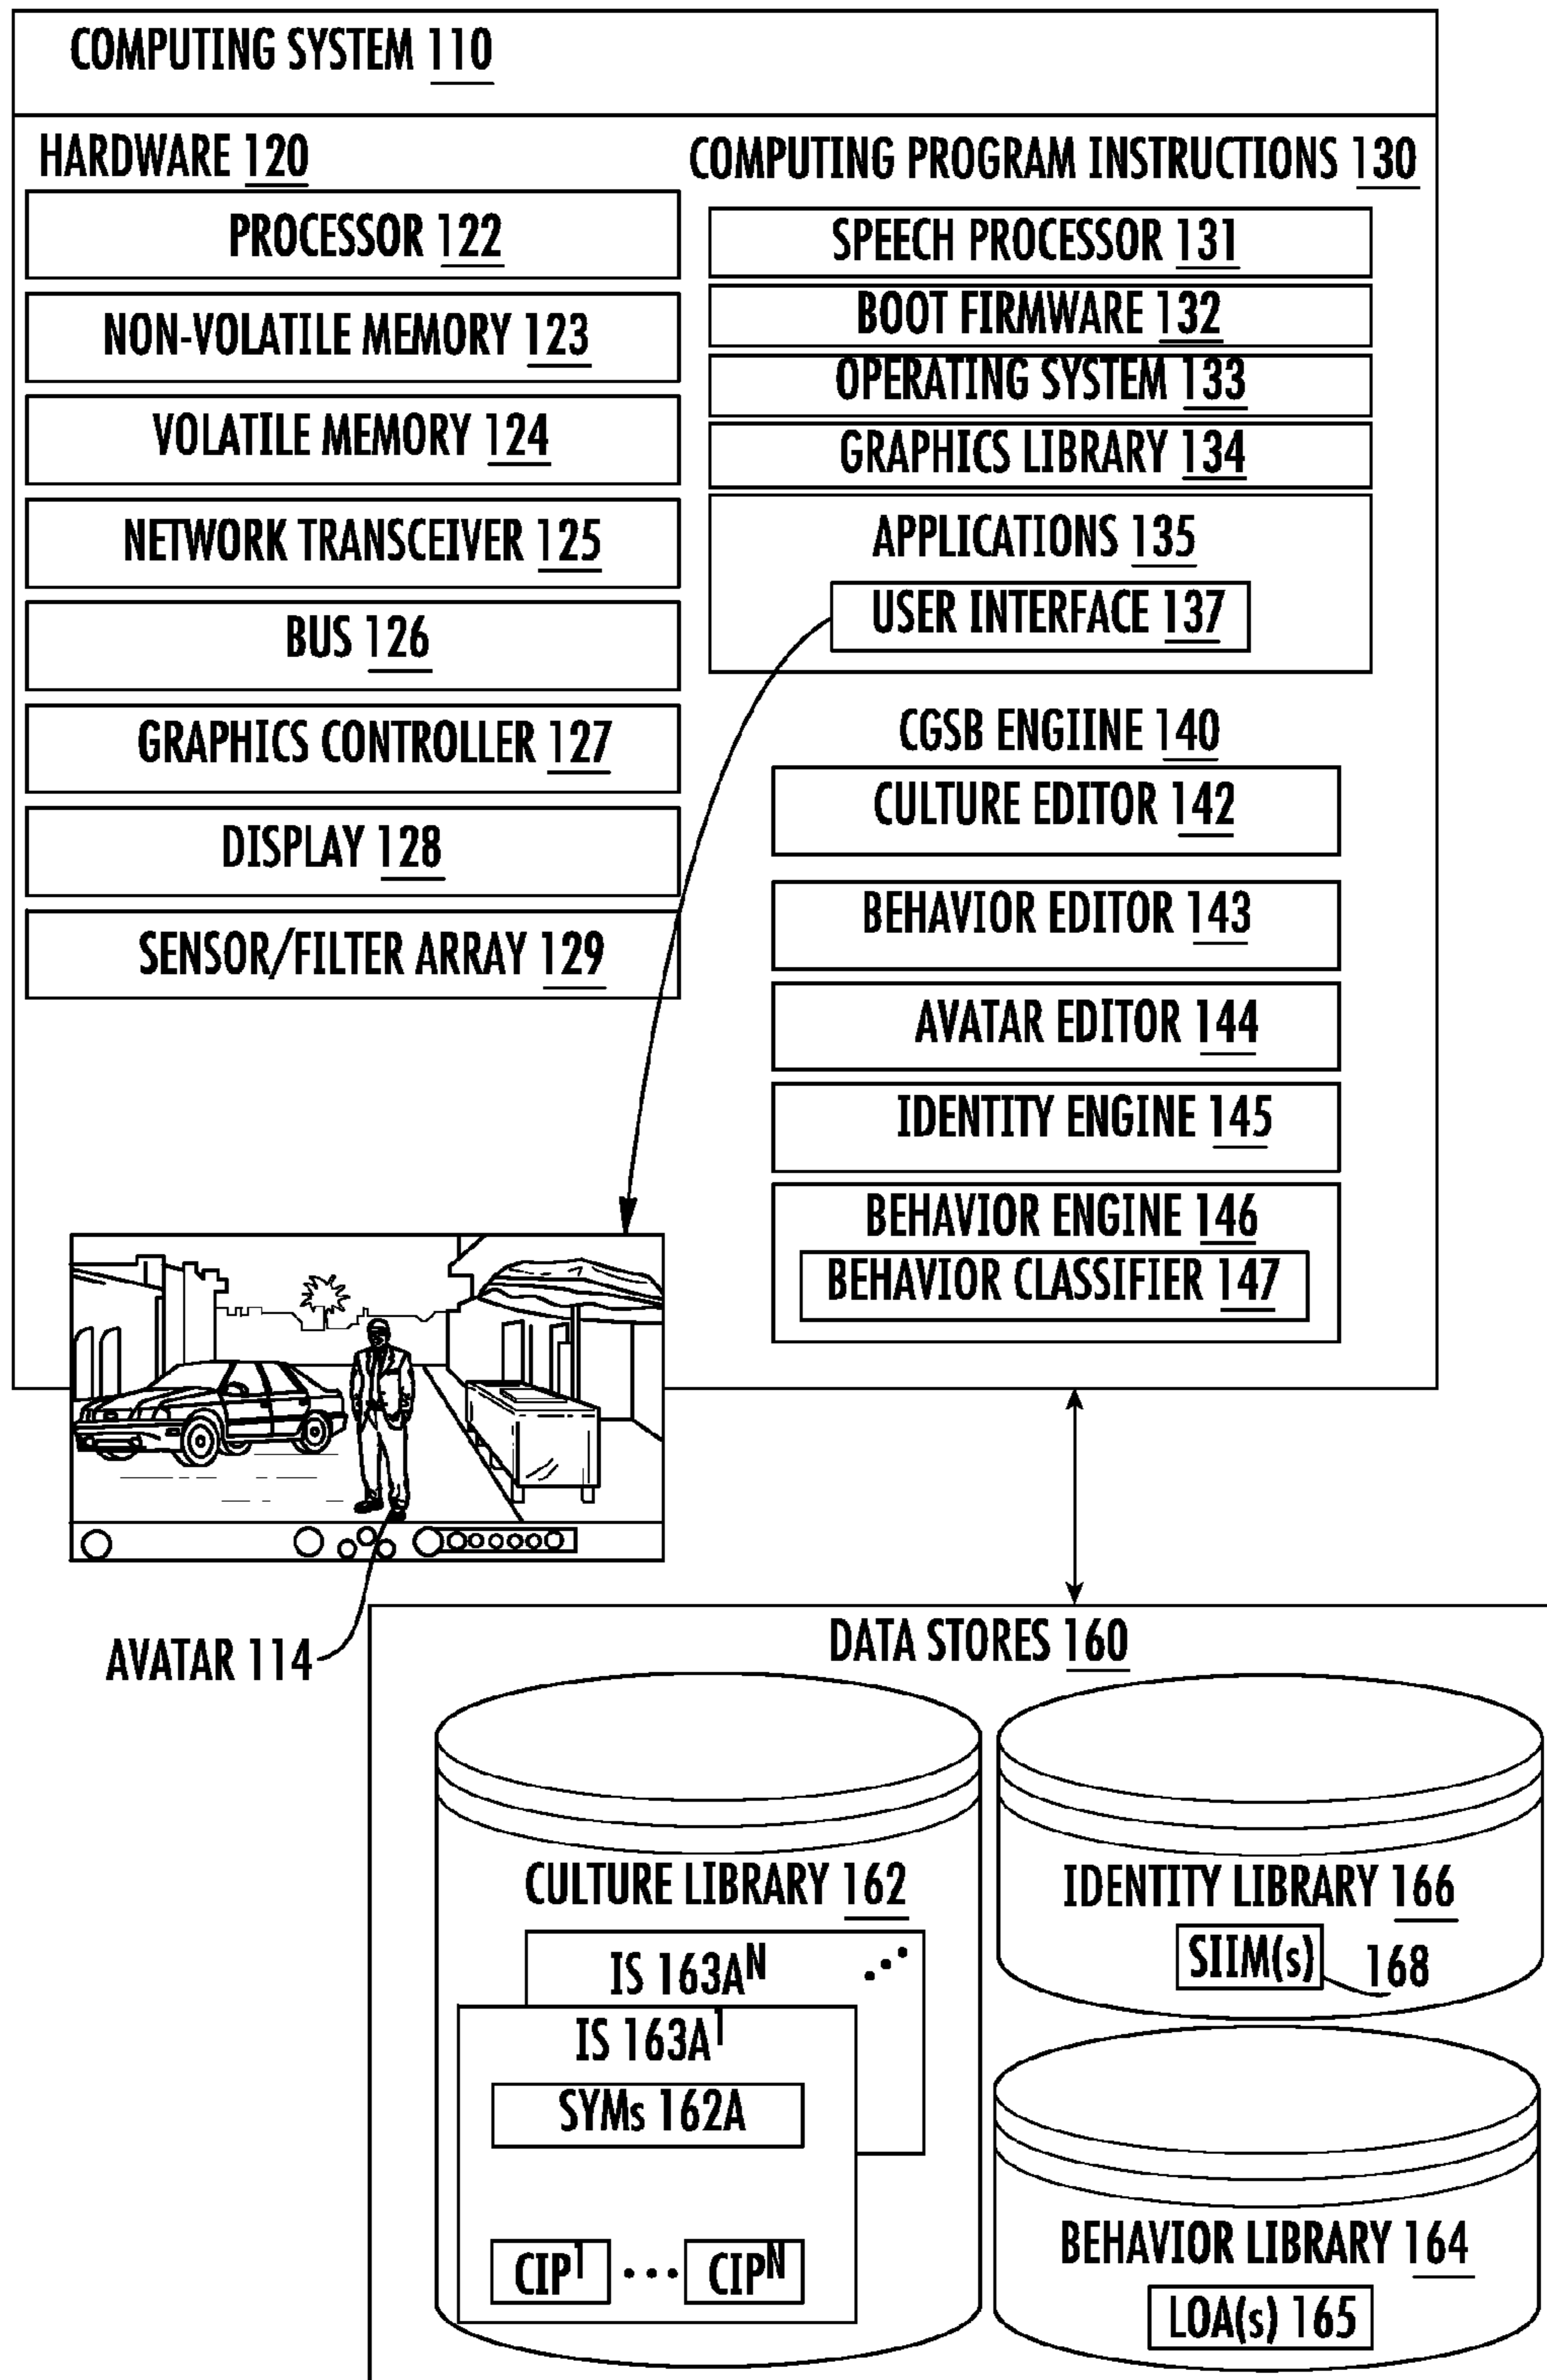 COMPUTING SYSTEM 110
HARDWARE 120
PROCESSOR 122
NON-VOLATILE MEMORY 123
VOLATILE MEMORY 124
NETWORK TRANSCEIVER 125
BUS 126
GRAPHICS CONTROLLER 127
DISPLAY 128
SENSOR/FILTER ARRAY 129
COMPUTING PROGRAM INSTRUCTIONS 130
SPEECH PROCESSOR 131
BOOT FIRMWARE 132
OPERATING SYSTEM 133
GRAPHICS LIBRARY 134
APPLICATIONS 135
USER INTERFACE 137
CGSB ENGIINE 140
CULTURE EDITOR 142
BEHAVIOR EDITOR 143
AVATAR EDITOR 144
IDENTITY ENGINE 145
BEHAVIOR ENGINE 146
BEHAVIOR CLASSIFIER 147
AVATAR 114
DATA STORES 160
CULTURE LIBRARY 162
IS 163A^N
IS 163A^1
SYMs 162A
CIP^1 ... CIP^N
IDENTITY LIBRARY 166
SIIM(s) 168
BEHAVIOR LIBRARY 164
LOA(s) 165